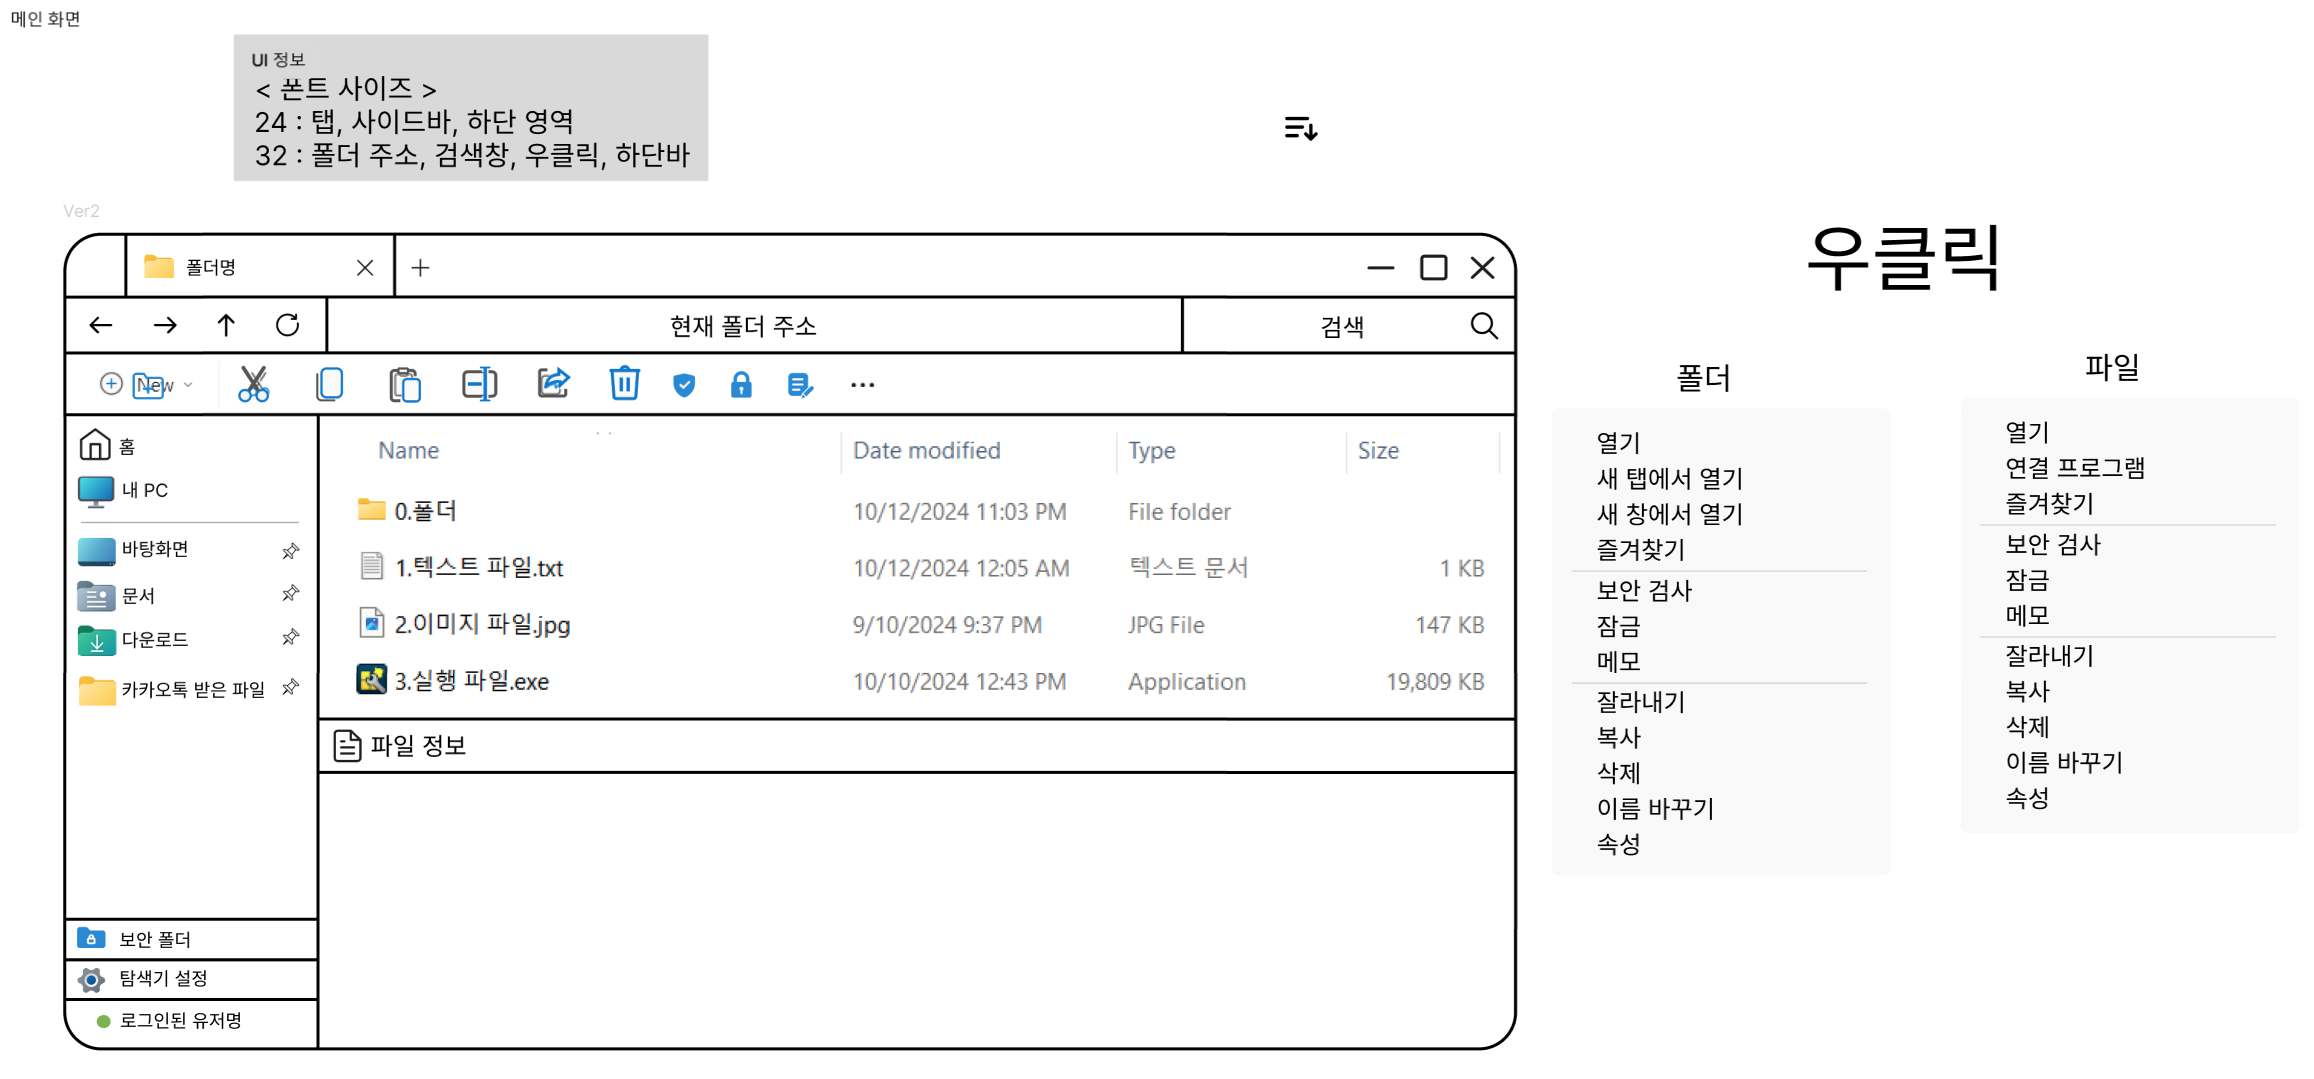 메인 화면
UI 정보
< 폰트 사이즈 >
24 : 탭, 사이드바, 하단 영역
32 : 폴더 주소, 검색창, 우클릭, 하단바
Ver2
폴더명
현재 폴더 주소
검색
New
홈
내 PC
바탕화면
문서
다운로드
카카오톡 받은 파일
보안 폴더
탐색기 설정
로그인된 유저명
Name Date modified Type Size
0.폴더 10/12/2024 11:03 PM File folder
1.텍스트 파일.txt 10/12/2024 12:05 AM 텍스트 문서 1 KB
2.이미지 파일.jpg 9/10/2024 9:37 PM JPG File 147 KB
3.실행 파일.exe 10/10/2024 12:43 PM Application 19,809 KB
파일 정보
우클릭
폴더
열기
새 탭에서 열기
새 창에서 열기
즐겨찾기
보안 검사
잠금
메모
잘라내기
복사
삭제
이름 바꾸기
속성
파일
열기
연결 프로그램
즐겨찾기
보안 검사
잠금
메모
잘라내기
복사
삭제
이름 바꾸기
속성